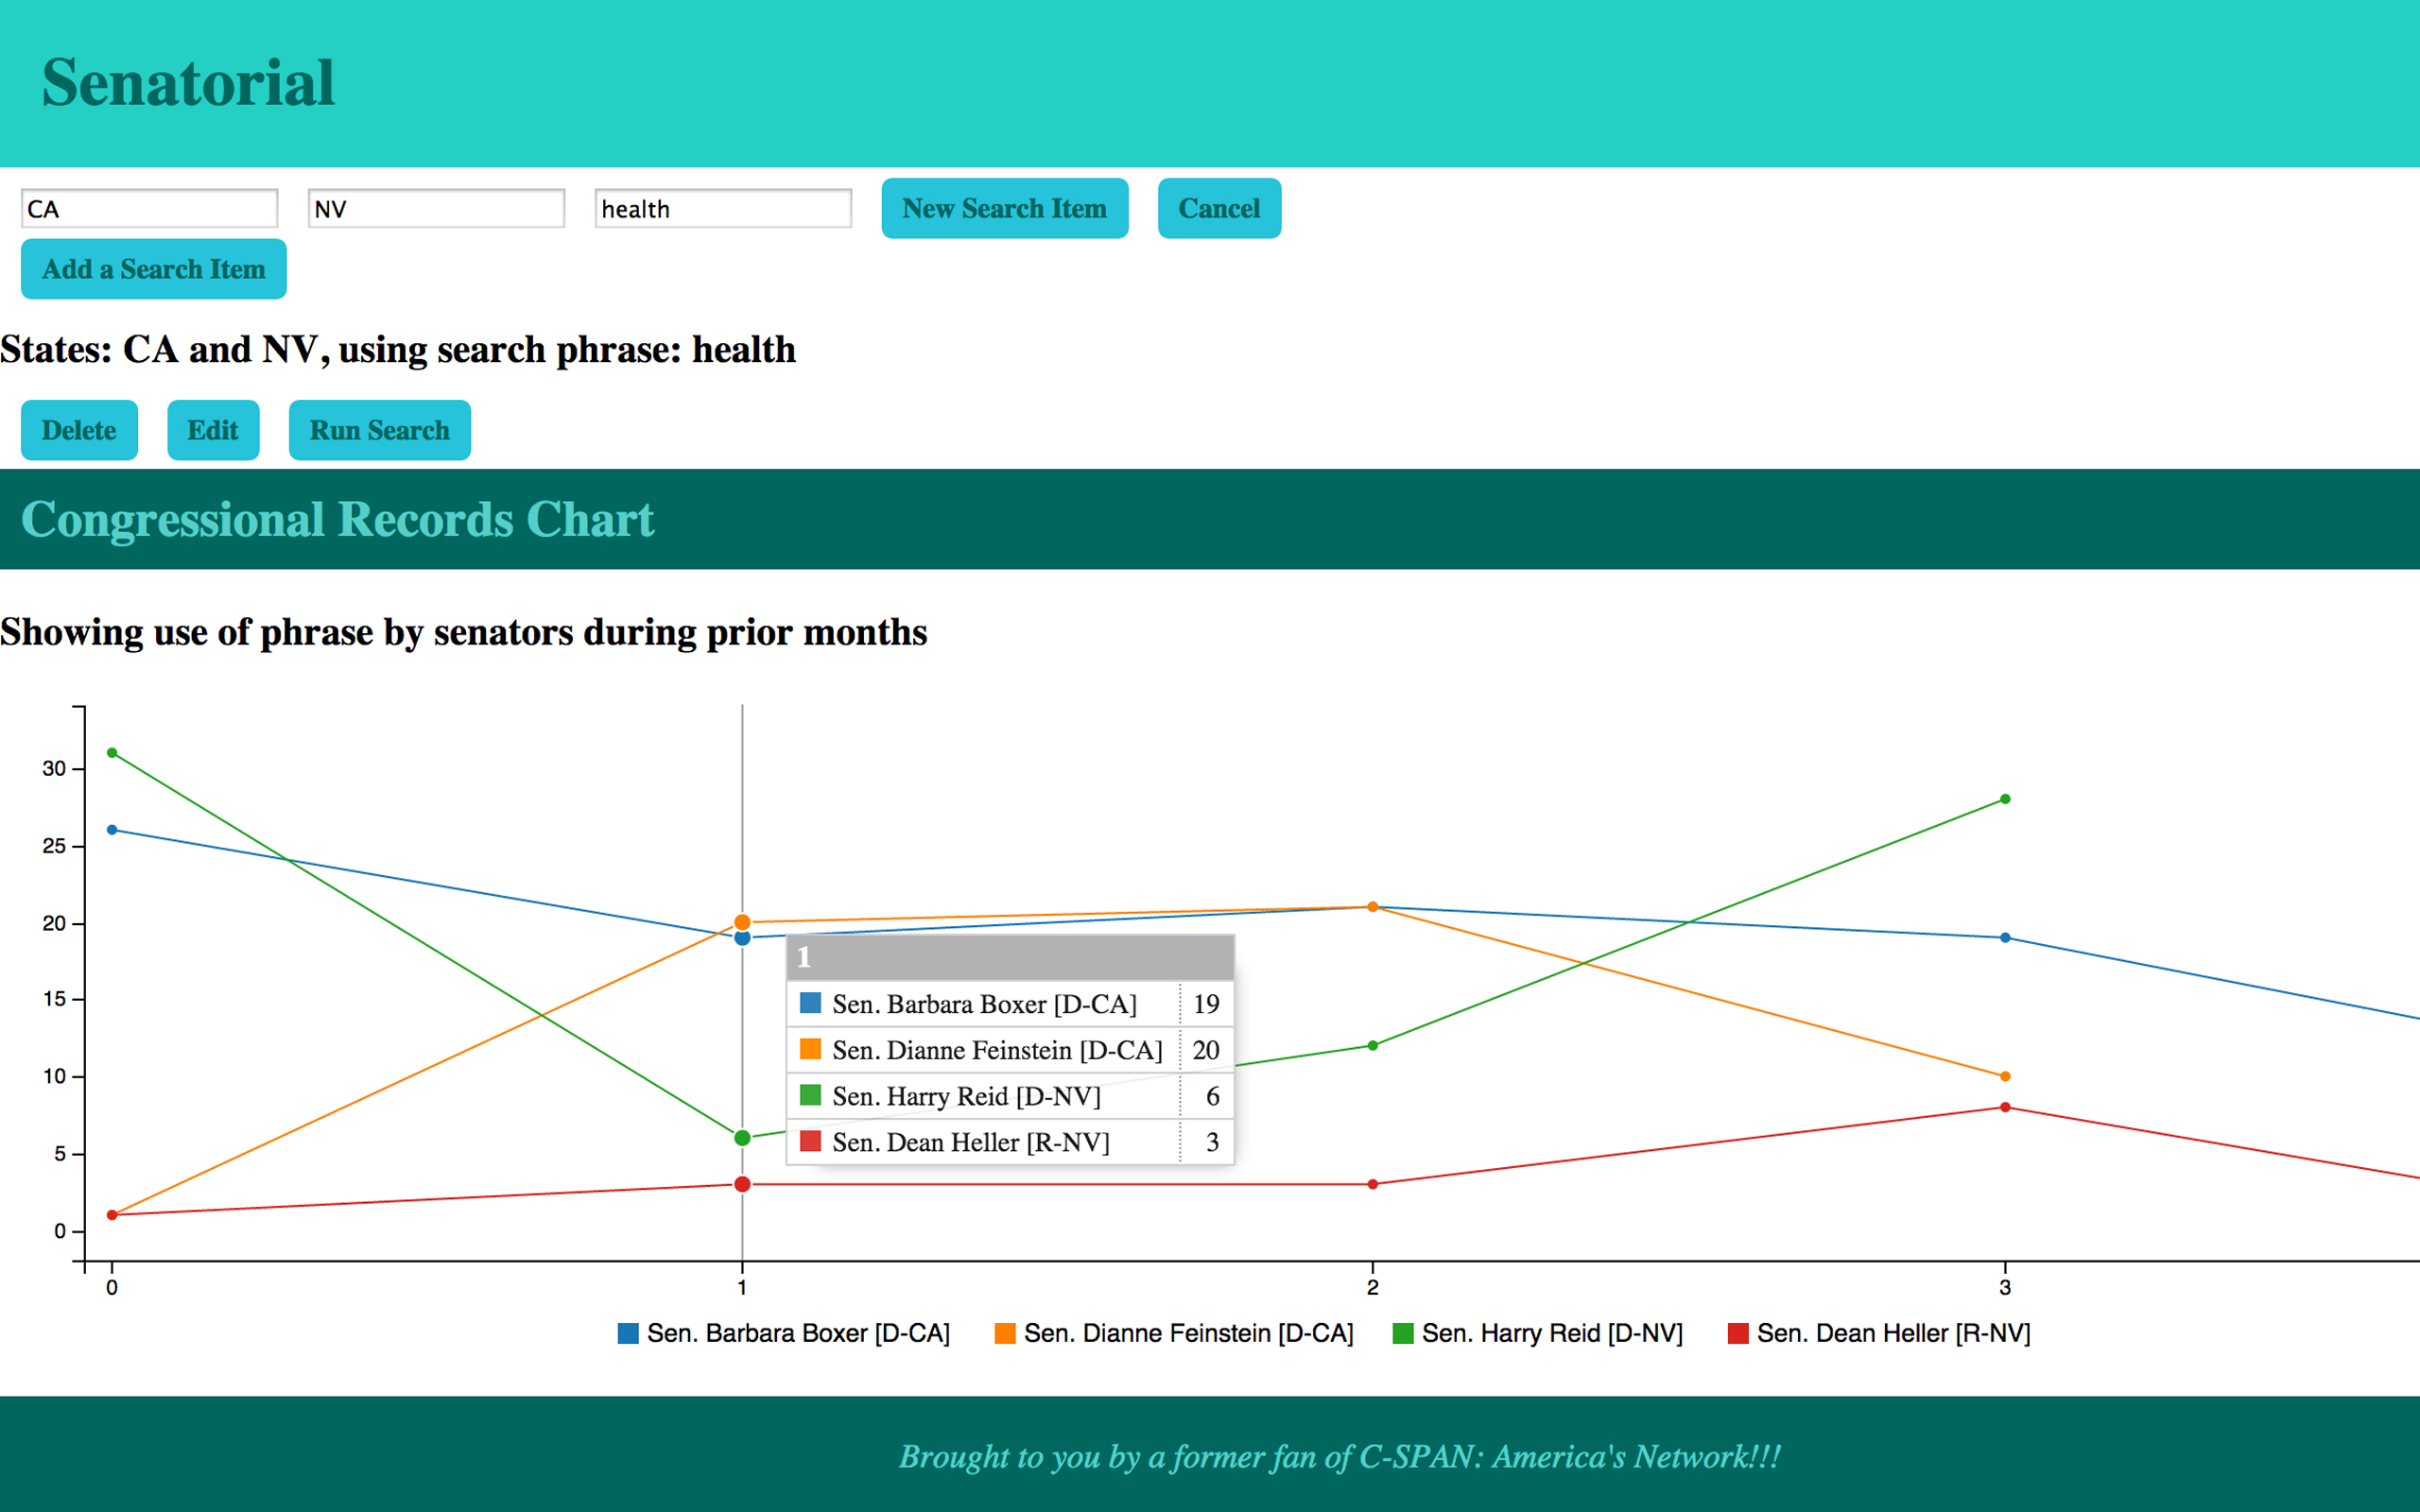 Senatorial
CA NV health New Search Item Cancel
Add a Search Item
States: CA and NV, using search phrase: health
Delete Edit Run Search
Congressional Records Chart
Showing use of phrase by senators during prior months
30
25
20
15
10
5
0
1
Sen. Barbara Boxer [D-CA] 19
Sen. Dianne Feinstein [D-CA] 20
Sen. Harry Reid [D-NV] 6
Sen. Dean Heller [R-NV] 3
0 1 2 3
Sen. Barbara Boxer [D-CA] Sen. Dianne Feinstein [D-CA] Sen. Harry Reid [D-NV] Sen. Dean Heller [R-NV]
Brought to you by a former fan of C-SPAN: America's Network!!!